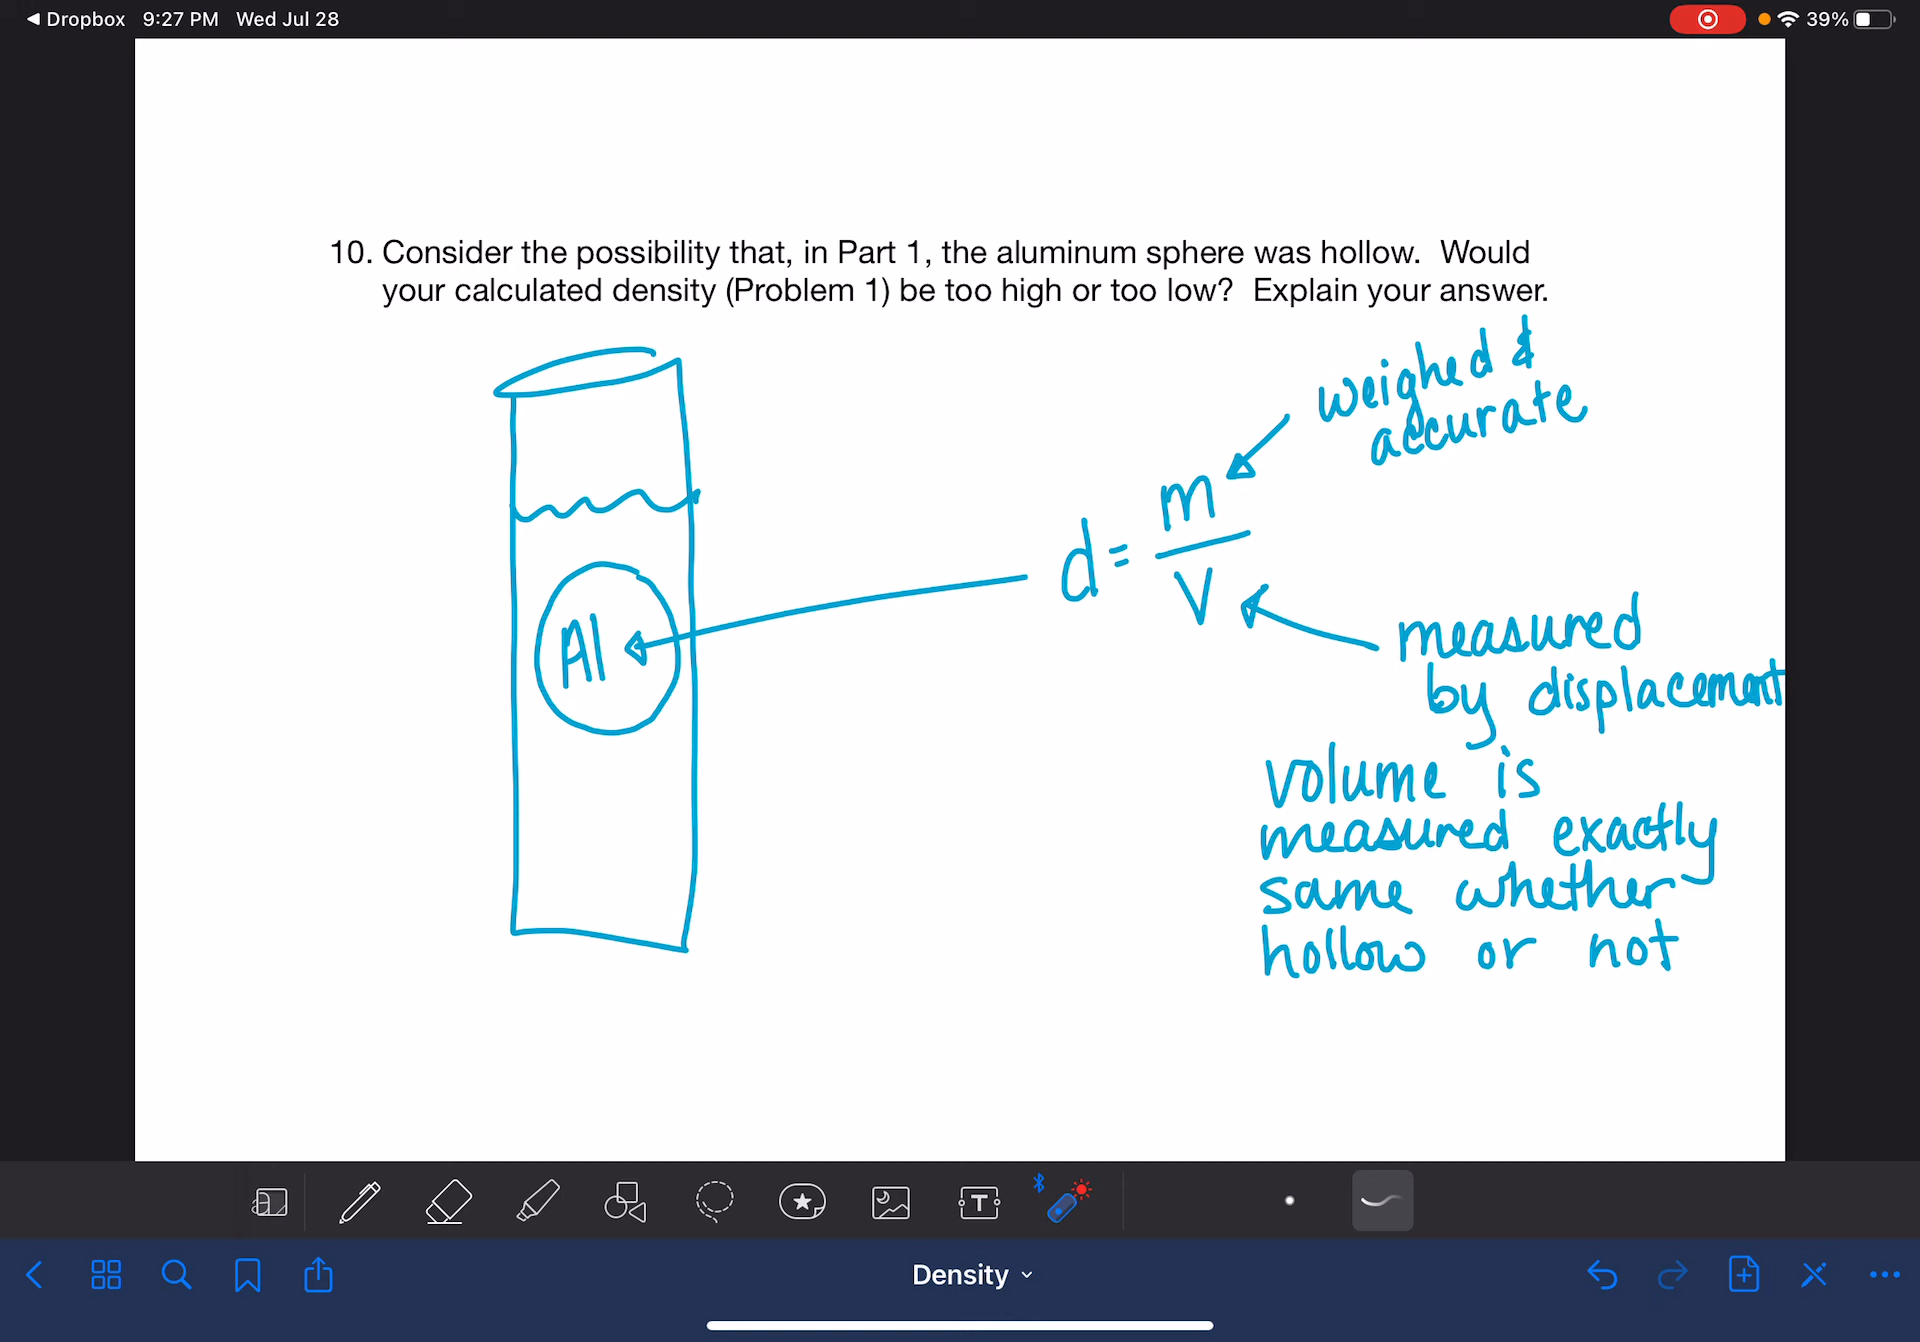 Dropbox 9:27 PM Wed Jul 28
39%
10. Consider the possibility that, in Part 1, the aluminum sphere was hollow. Would
your calculated density (Problem 1) be too high or too low? Explain your answer.
weighed &
accurate
d = m
V
Al
measured
by displacement
volume is
measured exactly
same whether
hollow or not
Density